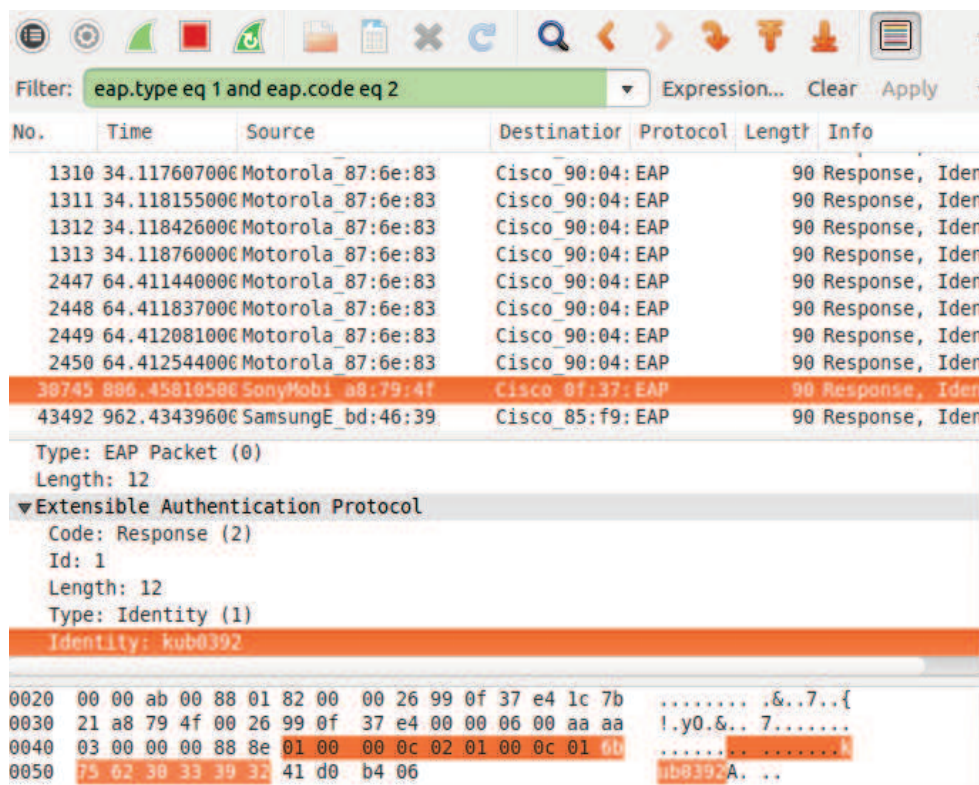 Filter: eap.type eq 1 and eap.code eq 2 Expression... Clear Apply
No. Time Source Destination Protocol Length Info
1310 34.117607000 Motorola_87:6e:83 Cisco_90:04: EAP 90 Response, Iden
1311 34.118155000 Motorola_87:6e:83 Cisco_90:04: EAP 90 Response, Iden
1312 34.118426000 Motorola_87:6e:83 Cisco_90:04: EAP 90 Response, Iden
1313 34.118760000 Motorola_87:6e:83 Cisco_90:04: EAP 90 Response, Iden
2447 64.411440000 Motorola_87:6e:83 Cisco_90:04: EAP 90 Response, Iden
2448 64.411837000 Motorola_87:6e:83 Cisco_90:04: EAP 90 Response, Iden
2449 64.412081000 Motorola_87:6e:83 Cisco_90:04: EAP 90 Response, Iden
2450 64.412544000 Motorola_87:6e:83 Cisco_90:04: EAP 90 Response, Iden
SonyMobi_a8:79:4f Cisco_0f:37: EAP 90 Response, Iden
43492 962.43439600 SamsungE_bd:46:39 Cisco_85:f9: EAP 90 Response, Iden
Type: EAP Packet (0)
Length: 12
Extensible Authentication Protocol
Code: Response (2)
Id: 1
Length: 12
Type: Identity (1)
Identity: kub0392
0020 00 00 ab 00 88 01 82 00 00 26 99 0f 37 e4 1c 7b ........ .&..7..{
0030 21 a8 79 4f 00 26 99 0f 37 e4 00 00 06 00 aa aa !.yO.&.. 7.......
0040 03 00 00 00 88 8e 01 00 00 0c 02 01 00 0c 01 6b ........ .......k
0050 75 62 30 33 39 32 41 d0 b4 06 ub0392A. ..